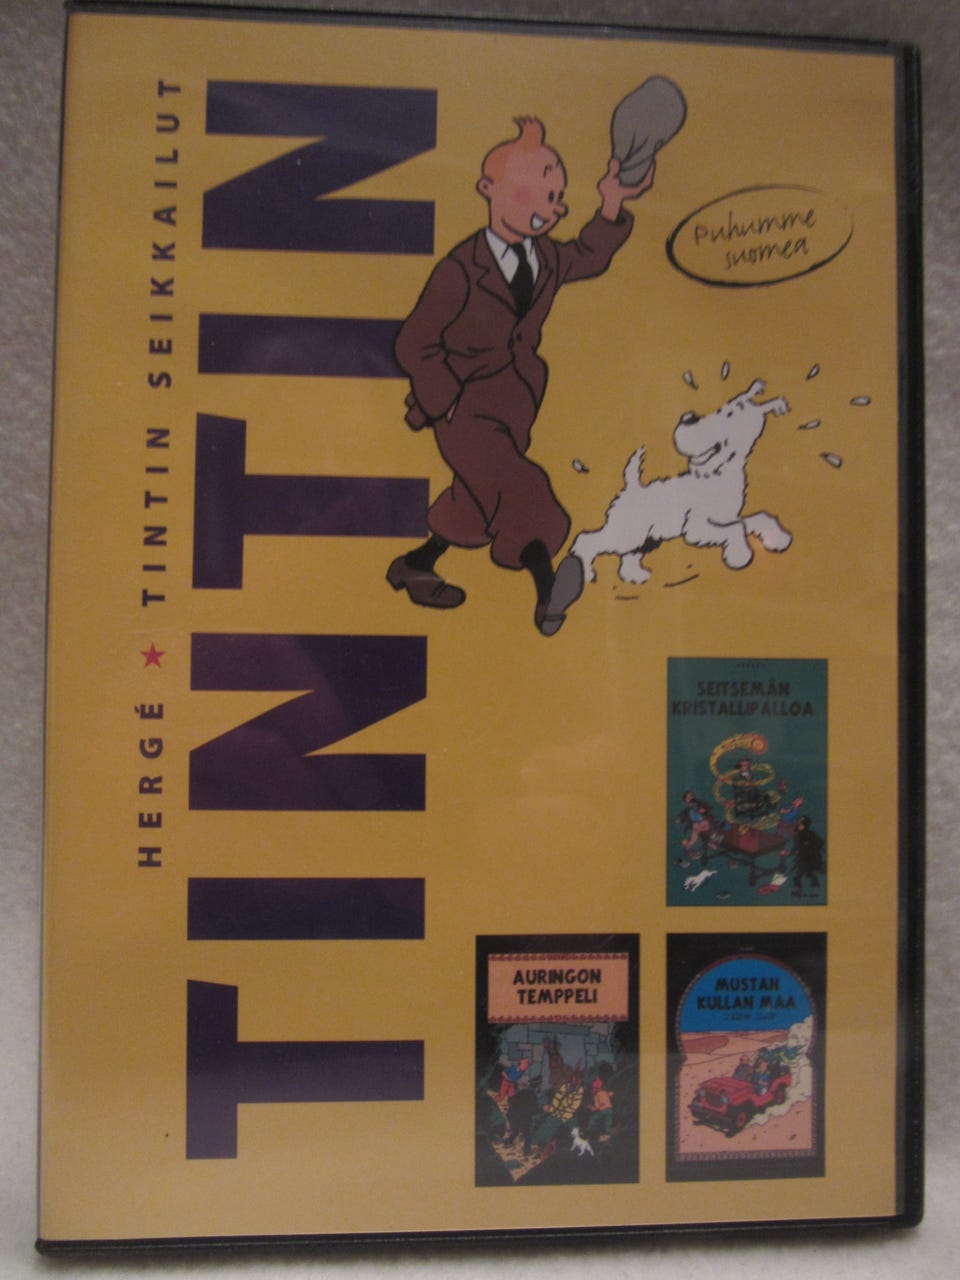 HERGÉ ★ TINTIN SEIKKAILUT
TINTIN
puhumme
suomea
SEITSEMÄN
KRISTALLIPALLOA
AURINGON
TEMPPELI
MUSTAN
KULLAN MAA